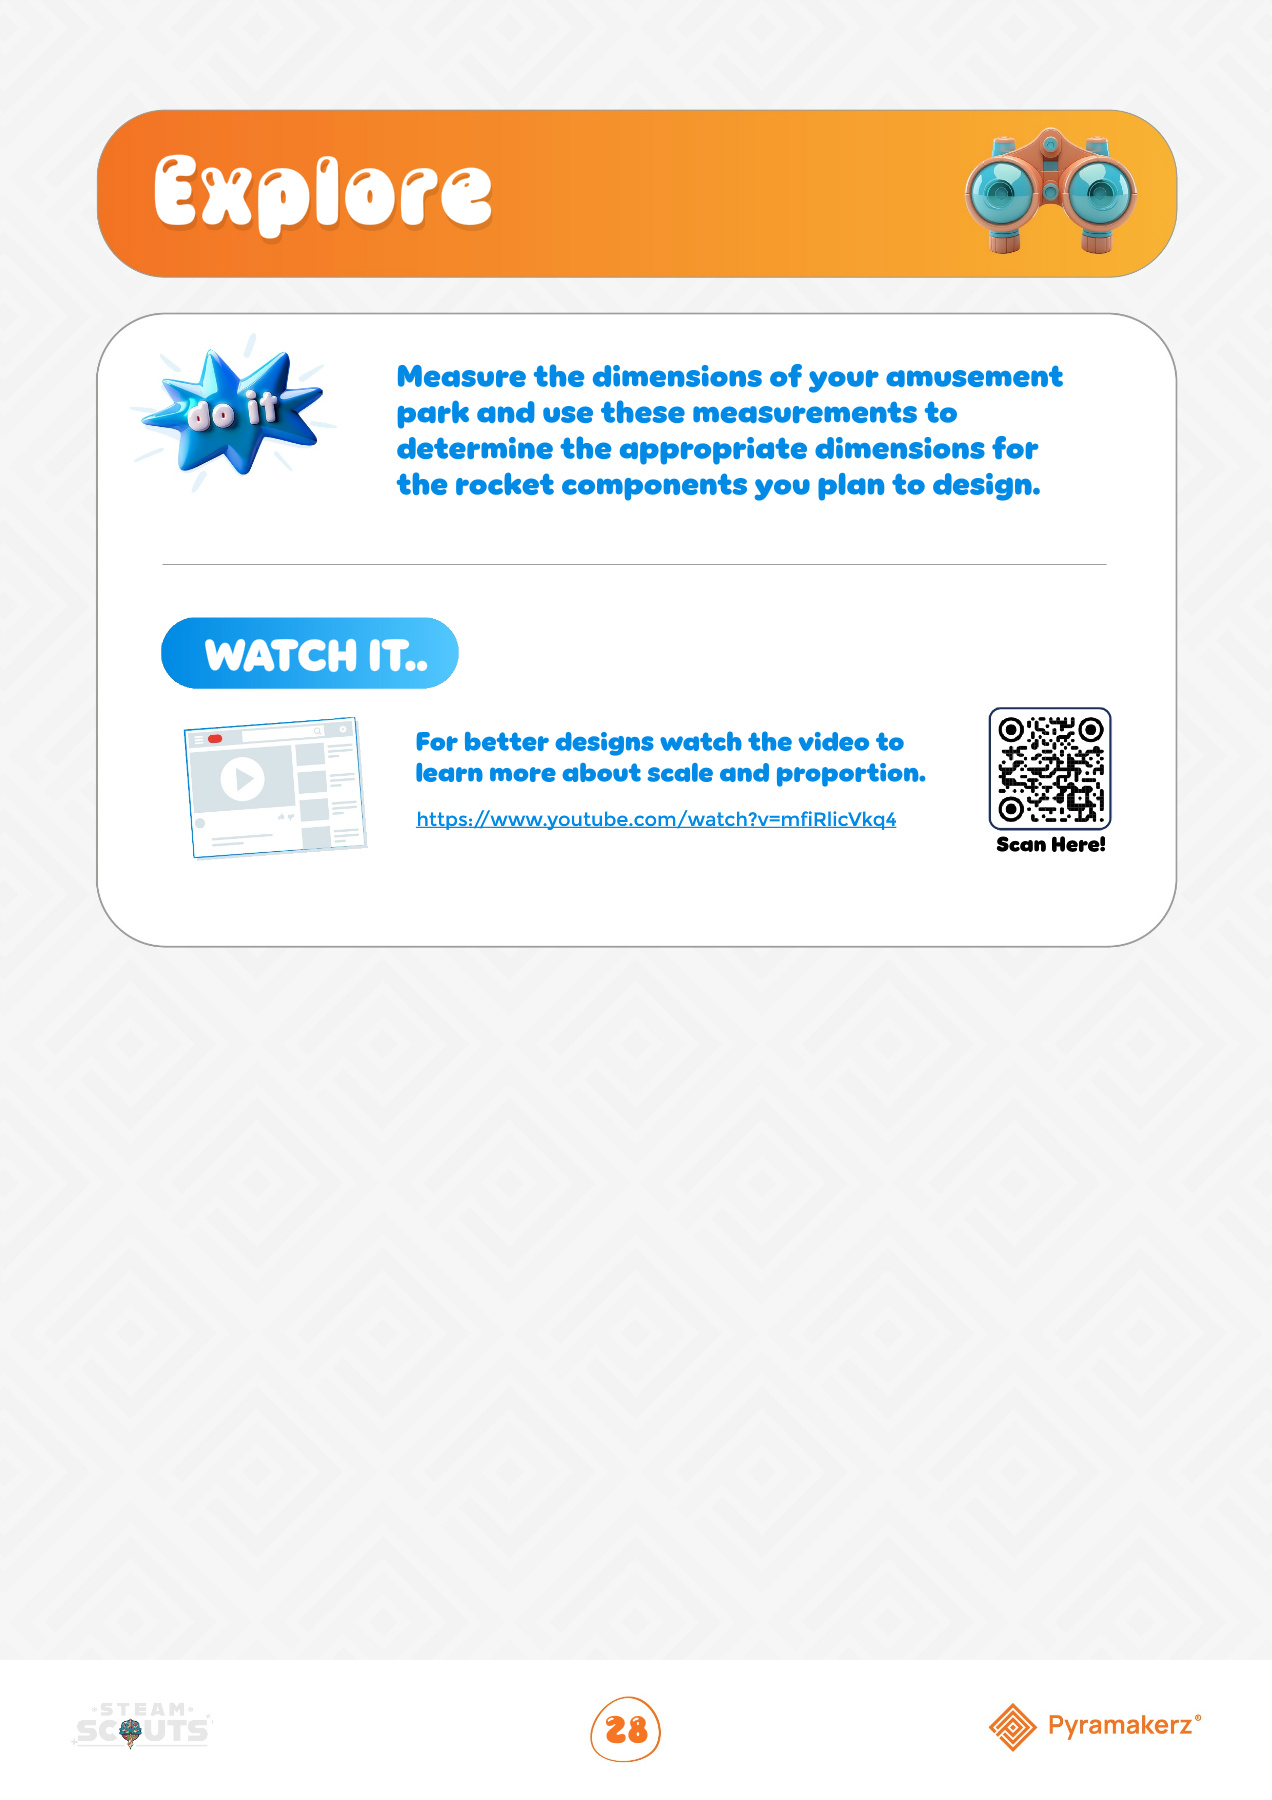 Explore
do it
Measure the dimensions of your amusement
park and use these measurements to
determine the appropriate dimensions for
the rocket components you plan to design.
WATCH IT..
For better designs watch the video to
learn more about scale and proportion.
https://www.youtube.com/watch?v=mfiRlicVkq4
Scan Here!
·STEAM·
SCOUTS
28
Pyramakerz®